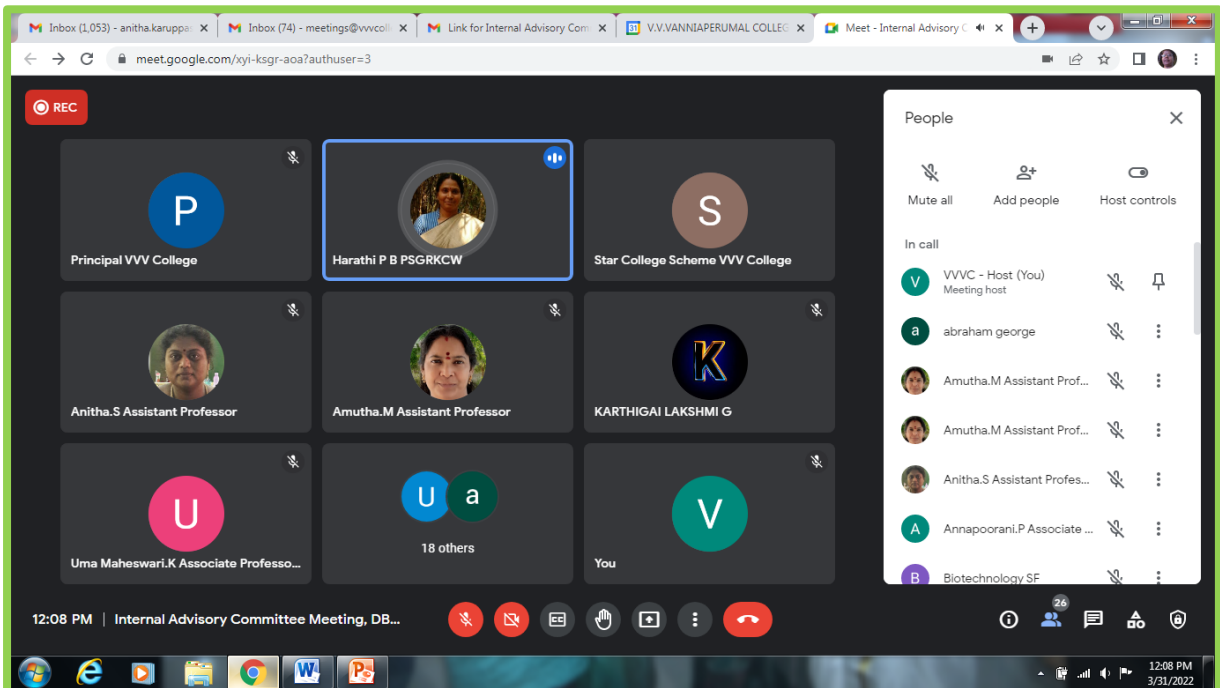 Inbox (1,053) - anitha.karuppa
Inbox (74) - meetings@vvvcoll
Link for Internal Advisory Com
31
V.V.VANNIAPERUMAL COLLEG
Meet - Internal Advisory C
meet.google.com/xyi-ksgr-aoa?authuser=3
REC
P
Principal VVV College
Harathi P B PSGRKCW
S
Star College Scheme VVV College
Anitha.S Assistant Professor
Amutha.M Assistant Professor
K
KARTHIGAI LAKSHMI G
U
Uma Maheswari.K Associate Professo...
U a
18 others
V
You
People
Mute all
Add people
Host controls
In call
V
VVVC - Host (You)
Meeting host
a
abraham george
Amutha.M Assistant Prof...
Amutha.M Assistant Prof...
Anitha.S Assistant Profes...
A
Annapoorani.P Associate ...
B
Biotechnology SF
12:08 PM | Internal Advisory Committee Meeting, DB...
CC
26
W
P
12:08 PM
3/31/2022